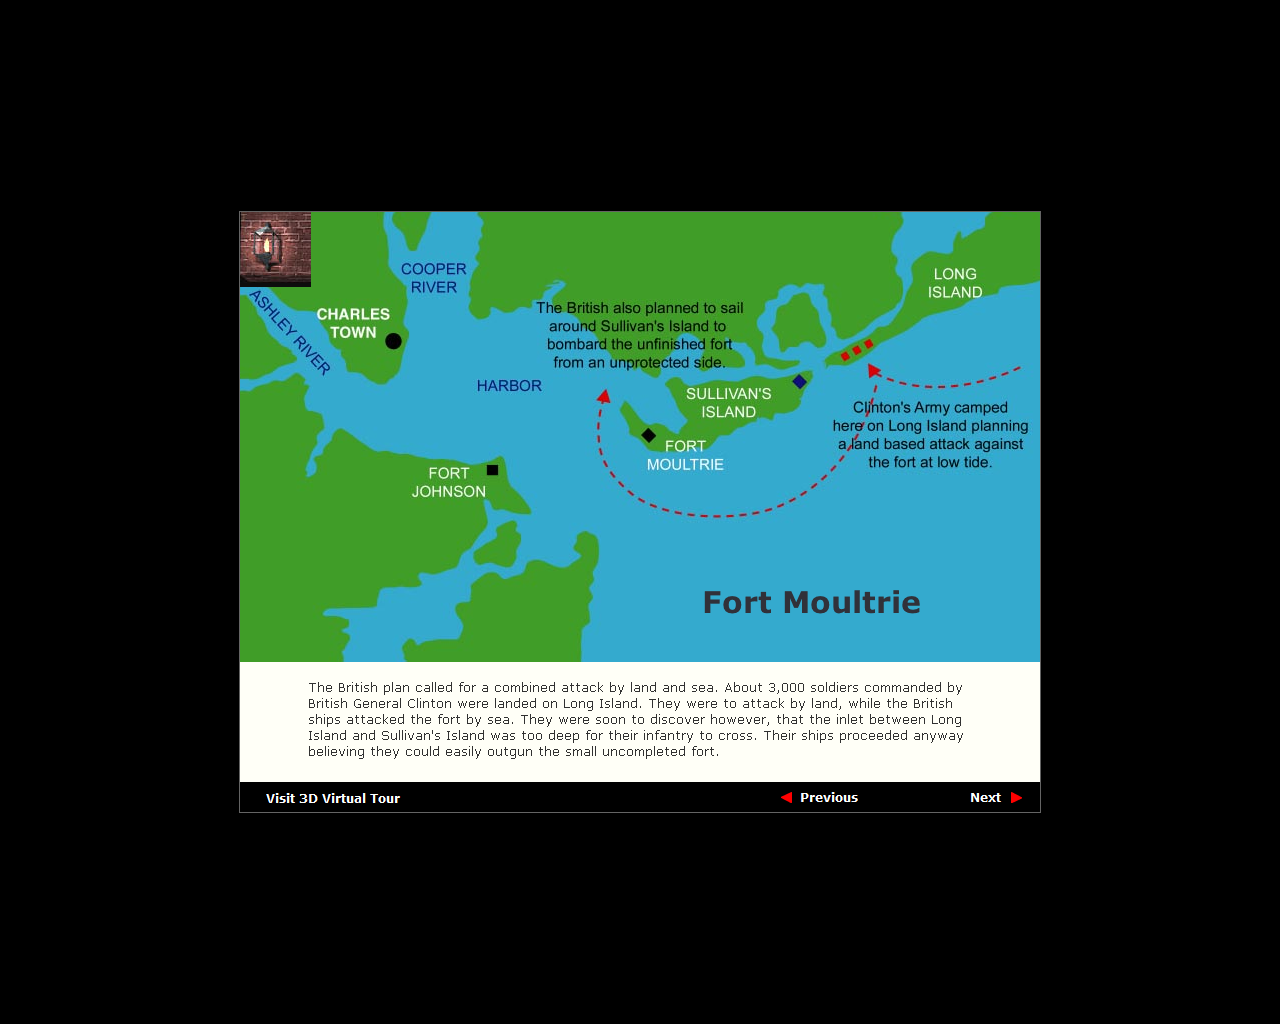 COOPER
RIVER
LONG
ISLAND
ASHLEY RIVER
CHARLES
TOWN
The British also planned to sail
around Sullivan's Island to
bombard the unfinished fort
from an unprotected side.
HARBOR
SULLIVAN'S
ISLAND
Clinton's Army camped
here on Long Island planning
a land based attack against
the fort at low tide.
FORT
MOULTRIE
FORT
JOHNSON
Fort Moultrie
The British plan called for a combined attack by land and sea. About 3,000 soldiers commanded by
British General Clinton were landed on Long Island. They were to attack by land, while the British
ships attacked the fort by sea. They were soon to discover however, that the inlet between Long
Island and Sullivan's Island was too deep for their infantry to cross. Their ships proceeded anyway
believing they could easily outgun the small uncompleted fort.
Visit 3D Virtual Tour
Previous
Next